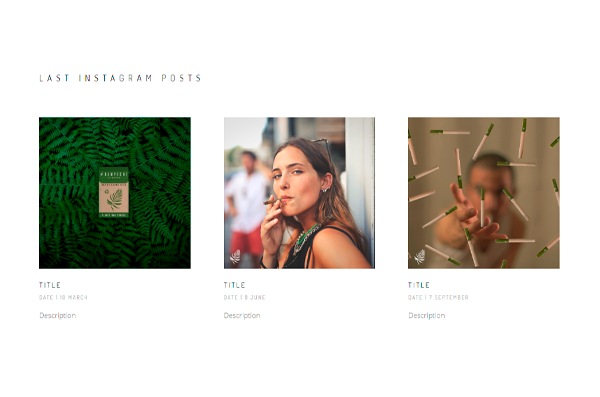 LAST INSTAGRAM POSTS
TITLE
DATE | 18 MARCH
Description
TITLE
DATE | 8 JUNE
Description
TITLE
DATE | 7 SEPTEMBER
Description